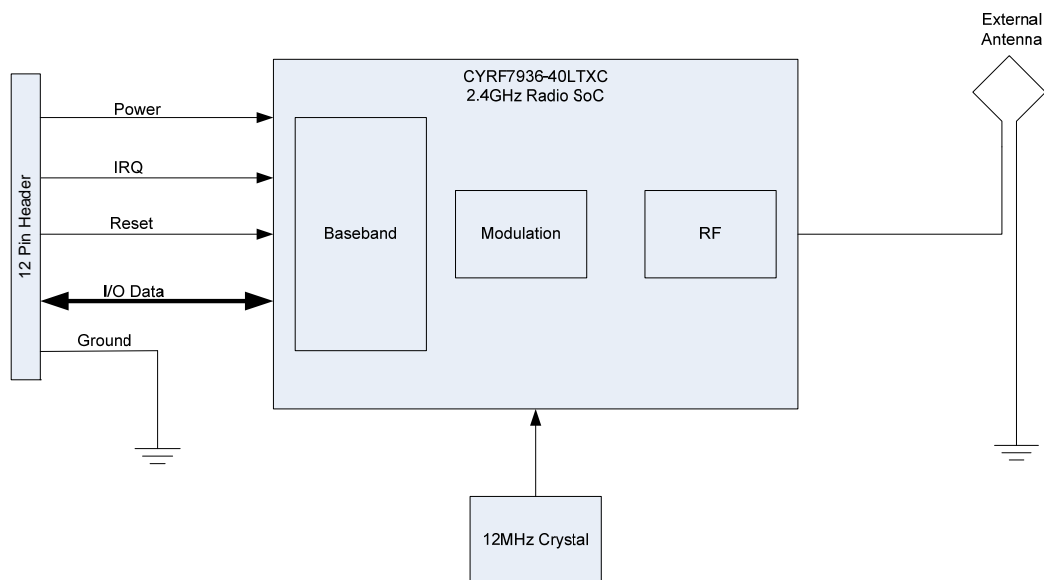 External
Antenna
CYRF7936-40LTXC
2.4GHz Radio SoC
12 Pin Header
Power
IRQ
Reset
I/O Data
Ground
Baseband
Modulation
RF
12MHz Crystal